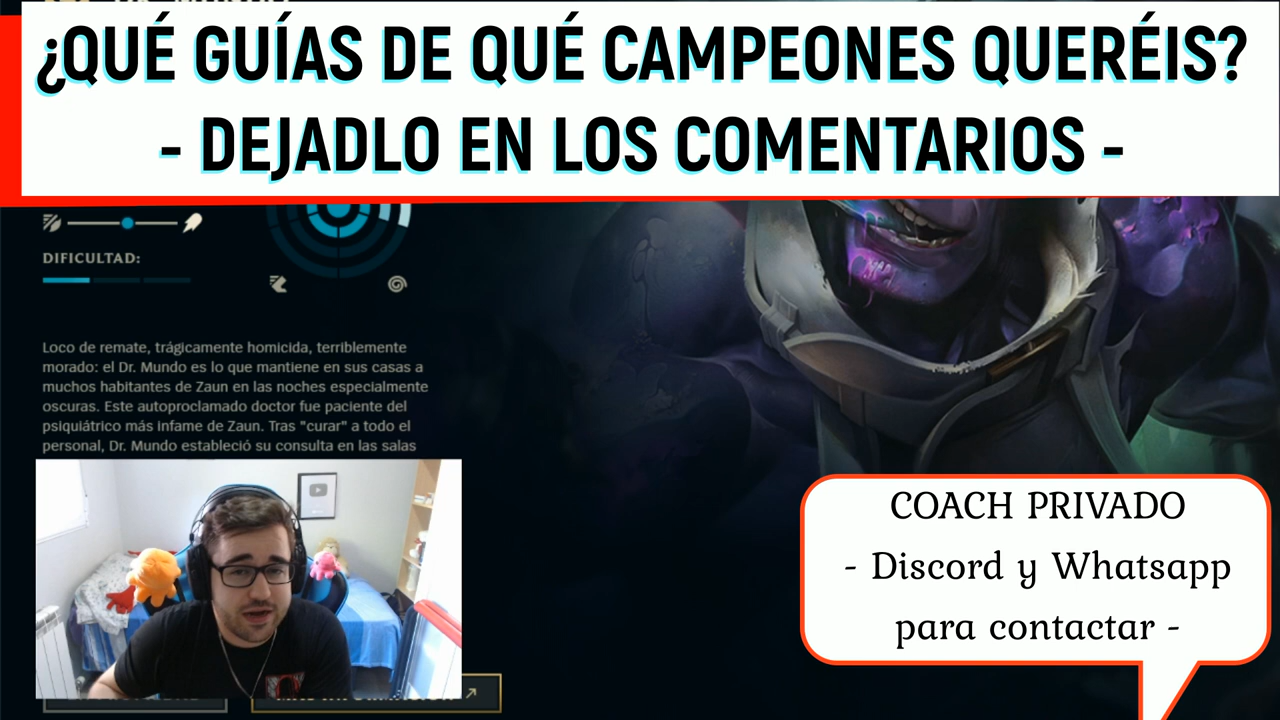 ¿QUÉ GUÍAS DE QUÉ CAMPEONES QUERÉIS?
- DEJADLO EN LOS COMENTARIOS -
DIFICULTAD:
Loco de remate, trágicamente homicida, terriblemente
morado: el Dr. Mundo es lo que mantiene en sus casas a
muchos habitantes de Zaun en las noches especialmente
oscuras. Este autoproclamado doctor fue paciente del
psiquiátrico más infame de Zaun. Tras "curar" a todo el
personal, Dr. Mundo estableció su consulta en las salas
COACH PRIVADO
- Discord y Whatsapp
para contactar -